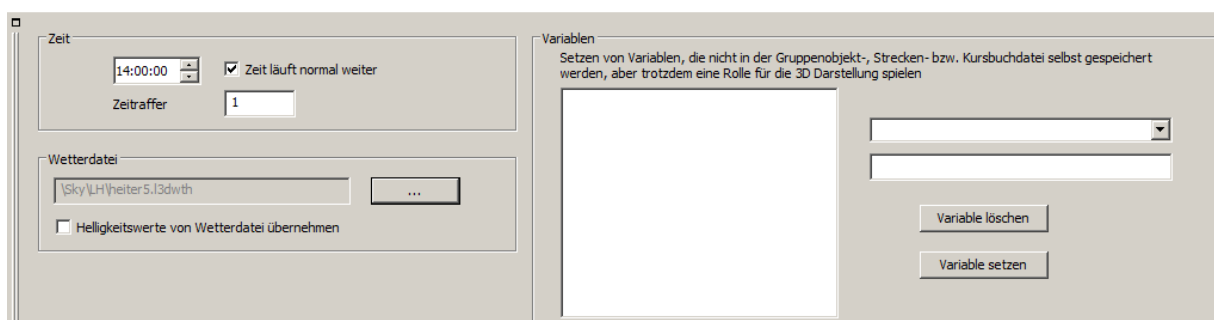 Zeit
14:00:00
Zeit läuft normal weiter
Zeitraffer
1
Wetterdatei
\Sky\LH\heiter5.l3dwth
...
Helligkeitswerte von Wetterdatei übernehmen
Variablen
Setzen von Variablen, die nicht in der Gruppenobjekt-, Strecken- bzw. Kursbuchdatei selbst gespeichert
werden, aber trotzdem eine Rolle für die 3D Darstellung spielen
Variable löschen
Variable setzen